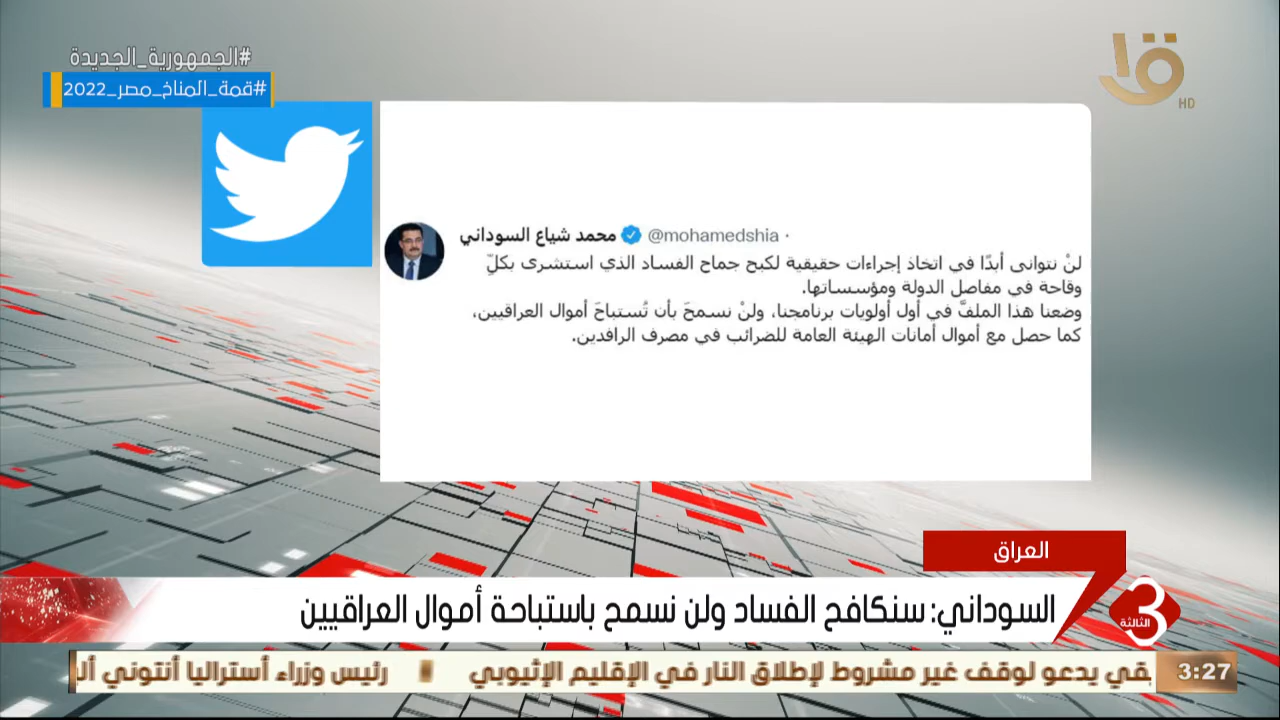 #الجمهورية_الجديدة
#قمة_المناخ_مصر_2022
HD
محمد شياع السوداني @mohamedshia ·
لنْ نتوانى أبدًا في اتخاذ إجراءات حقيقية لكبح جماح الفساد الذي استشرى بكلِّ
وقاحة في مفاصل الدولة ومؤسساتها.
وضعنا هذا الملفَّ في أول أولويات برنامجنا، ولنْ نسمحَ بأن تُستباحَ أموال العراقيين،
كما حصل مع أموال أمانات الهيئة العامة للضرائب في مصرف الرافدين.
العراق
السوداني: سنكافح الفساد ولن نسمح باستباحة أموال العراقيين
3 الثالثة
3:27
يدعو لوقف غير مشروط لإطلاق النار في الإقليم الإثيوبي
رئيس وزراء أستراليا أنتوني